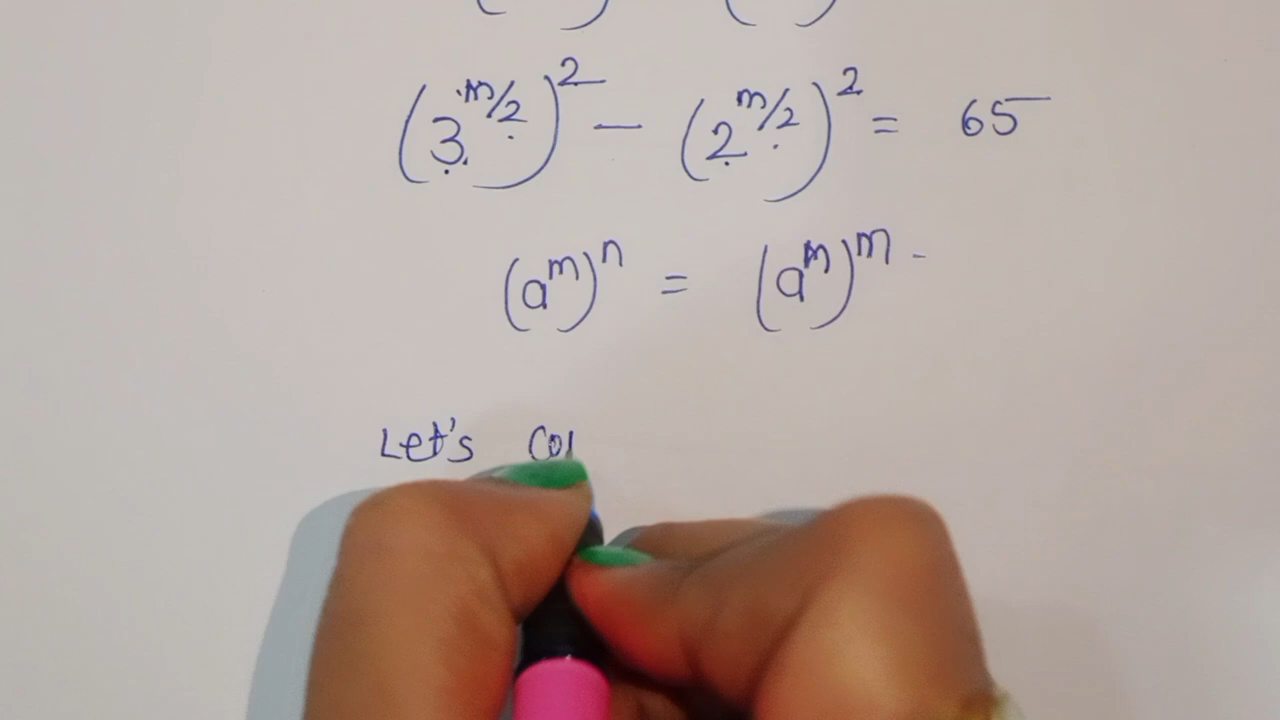 (3^{m/2})^2 - (2^{m/2})^2 = 65
(a^m)^n = (a^n)^m -
Let's